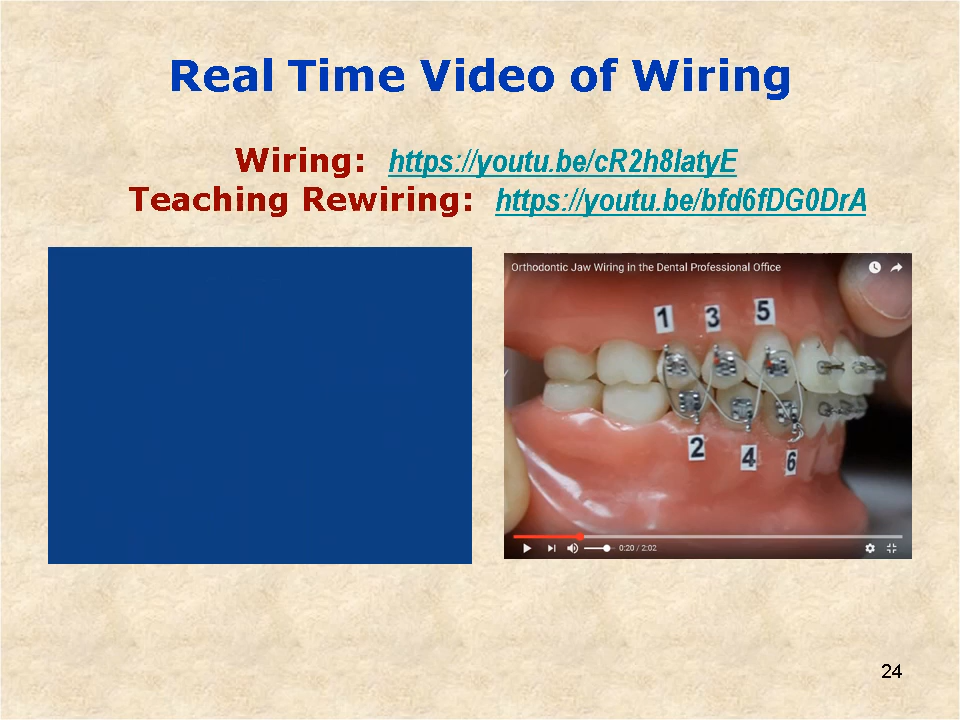 Real Time Video of Wiring
Wiring: https://youtu.be/cR2h8IatyE
Teaching Rewiring: https://youtu.be/bfd6fDG0DrA
Orthodontic Jaw Wiring in the Dental Professional Office
1 3 5
2 4 6
0:20 / 2:02
24